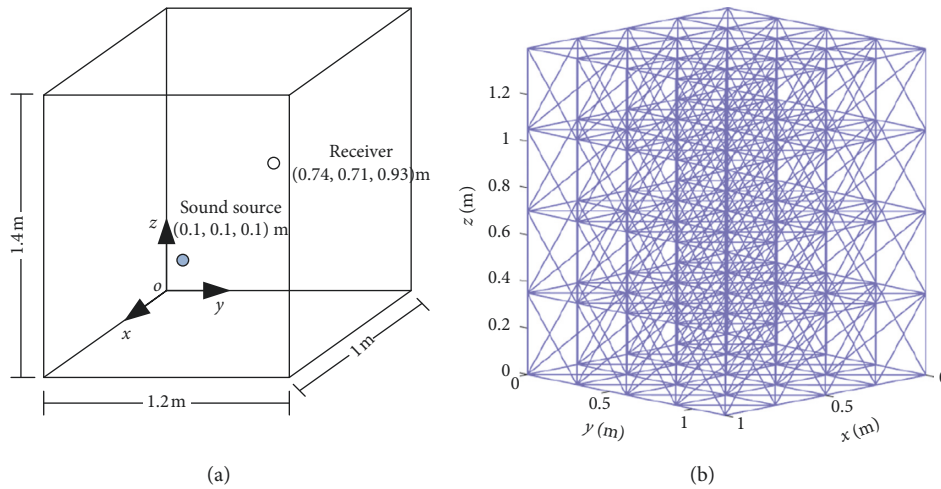 Receiver
(0.74, 0.71, 0.93)m
Sound source
(0.1, 0.1, 0.1) m
z
o
y
x
1.4 m
1 m
1.2 m
(a)
1.2
1
0.8
0.6
0.4
0.2
0
z (m)
0
0.5
1
y (m)
1
0.5
0
x (m)
(b)